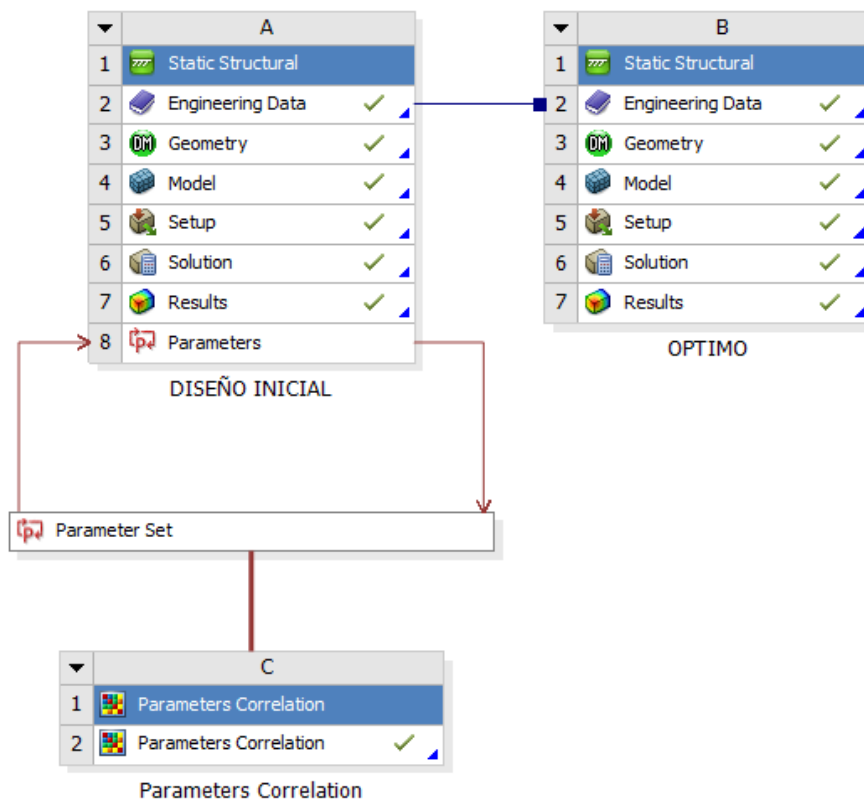 A
1 Static Structural
2 Engineering Data
3 Geometry
4 Model
5 Setup
6 Solution
7 Results
8 Parameters
DISEÑO INICIAL
B
1 Static Structural
2 Engineering Data
3 DM Geometry
4 Model
5 Setup
6 Solution
7 Results
OPTIMO
Parameter Set
C
1 Parameters Correlation
2 Parameters Correlation
Parameters Correlation